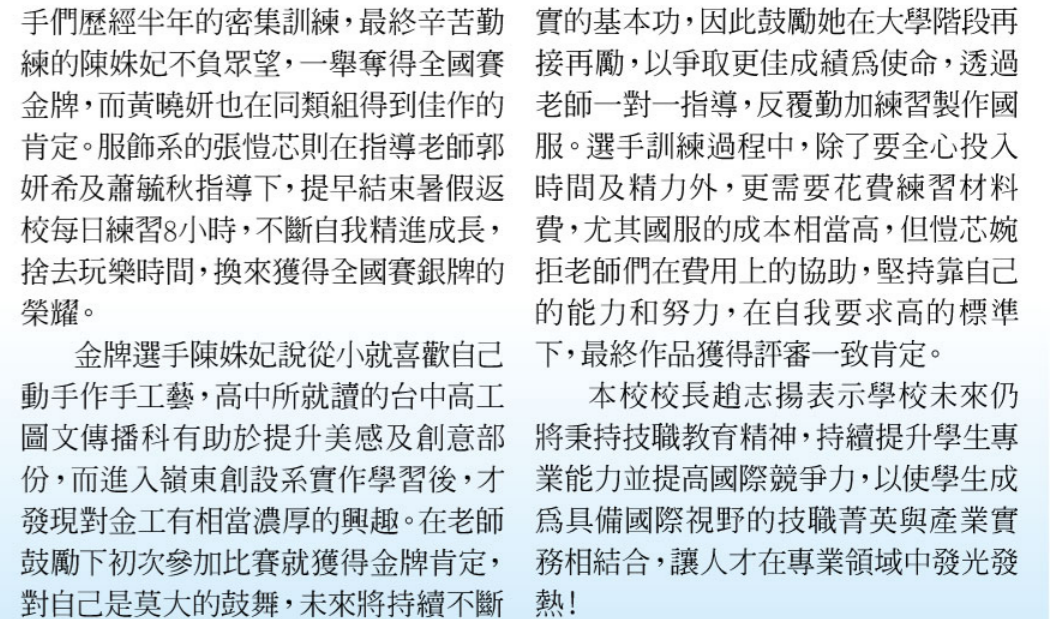 手們歷經半年的密集訓練，最終辛苦勤
練的陳姝妃不負眾望，一舉奪得全國賽
金牌，而黃曉妍也在同類組得到佳作的
肯定。服飾系的張愷芯則在指導老師郭
妍希及蕭毓秋指導下，提早結束暑假返
校每日練習8小時，不斷自我精進成長，
捨去玩樂時間，換來獲得全國賽銀牌的
榮耀。
金牌選手陳姝妃說從小就喜歡自己
動手作手工藝，高中所就讀的台中高工
圖文傳播科有助於提升美感及創意部
份，而進入嶺東創設系實作學習後，才
發現對金工有相當濃厚的興趣。在老師
鼓勵下初次參加比賽就獲得金牌肯定，
對自己是莫大的鼓舞，未來將持續不斷
實的基本功，因此鼓勵她在大學階段再
接再勵，以爭取更佳成績為使命，透過
老師一對一指導，反覆勤加練習製作國
服。選手訓練過程中，除了要全心投入
時間及精力外，更需要花費練習材料
費，尤其國服的成本相當高，但愷芯婉
拒老師們在費用上的協助，堅持靠自己
的能力和努力，在自我要求高的標準
下，最終作品獲得評審一致肯定。
本校校長趙志揚表示學校未來仍
將秉持技職教育精神，持續提升學生專
業能力並提高國際競爭力，以使學生成
為具備國際視野的技職菁英與產業實
務相結合，讓人才在專業領域中發光發
熱！